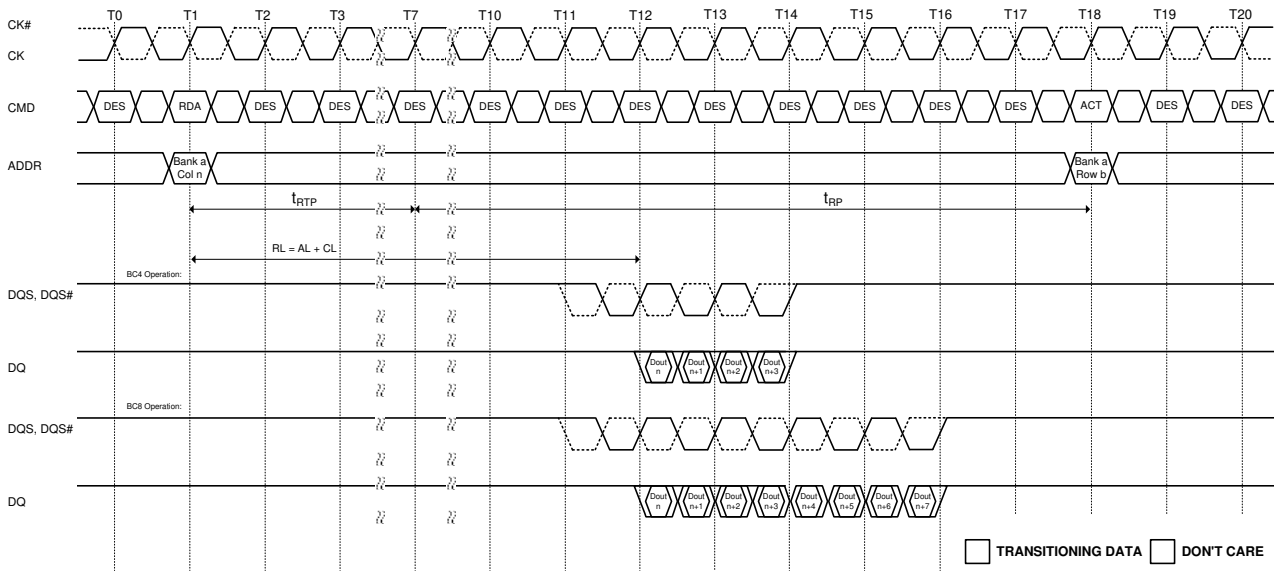 T0 T1 T2 T3 T7 T10 T11 T12 T13 T14 T15 T16 T17 T18 T19 T20
CK#
CK
CMD DES RDA DES DES DES DES DES DES DES DES DES DES DES ACT DES DES
ADDR
Bank a
Col n
Bank a
Row b
tRTP tRP
RL = AL + CL
BC4 Operation:
DQS, DQS#
DQ
Dout
n
Dout
n+1
Dout
n+2
Dout
n+3
BC8 Operation:
DQS, DQS#
DQ
Dout
n
Dout
n+1
Dout
n+2
Dout
n+3
Dout
n+4
Dout
n+5
Dout
n+6
Dout
n+7
TRANSITIONING DATA DON'T CARE